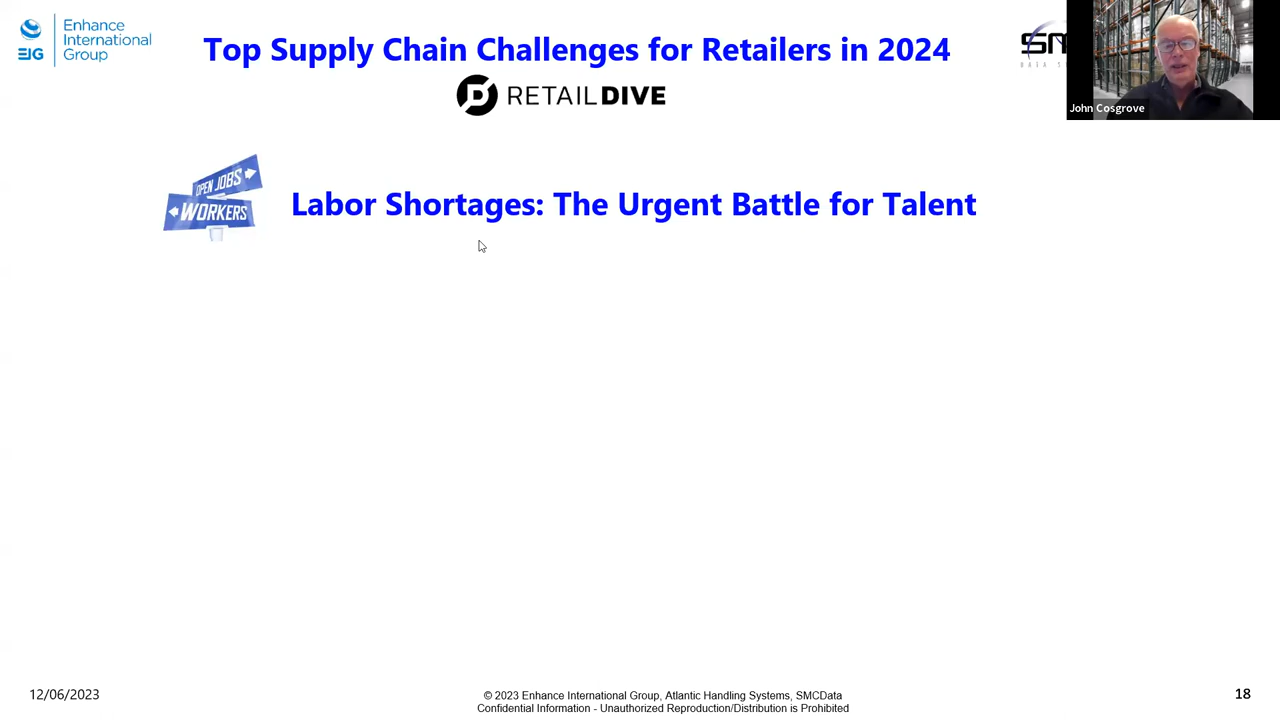 Enhance
International
Group
EIG
Top Supply Chain Challenges for Retailers in 2024
RETAILDIVE
John Cosgrove
OPEN JOBS
WORKERS
Labor Shortages: The Urgent Battle for Talent
12/06/2023
© 2023 Enhance International Group, Atlantic Handling Systems, SMCData
Confidential Information - Unauthorized Reproduction/Distribution is Prohibited
18